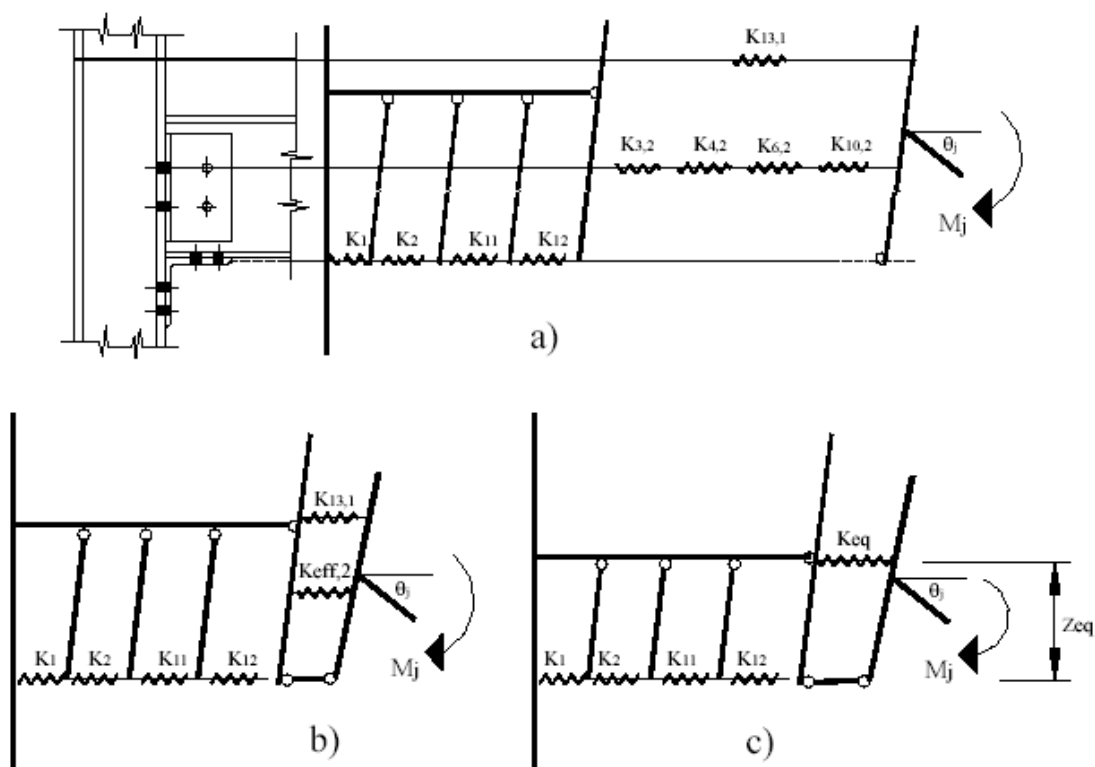 K13,1
K3,2 K4,2 K6,2 K10,2
θj
Mj
K1 K2 K11 K12
a)
K13,1
Keff,2
θj
K1 K2 K11 K12
Mj
b)
Keq
θj
Zeq
K1 K2 K11 K12
Mj
c)